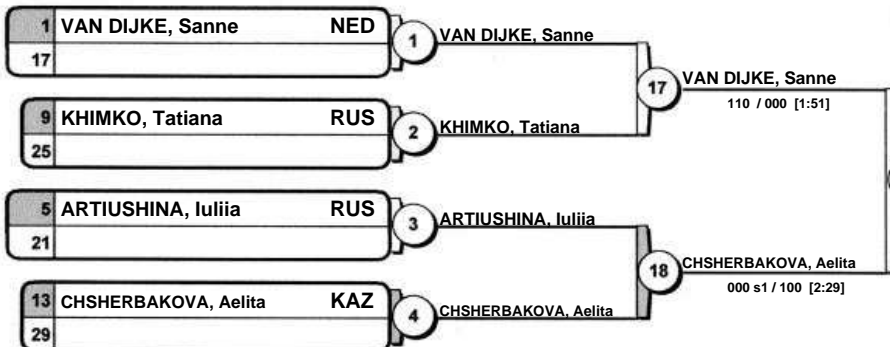 1 VAN DIJKE, Sanne NED
17
1 VAN DIJKE, Sanne
9 KHIMKO, Tatiana RUS
25
2 KHIMKO, Tatiana
17 VAN DIJKE, Sanne
110 / 000 [1:51]
5 ARTIUSHINA, Iuliia RUS
21
3 ARTIUSHINA, Iuliia
13 CHSHERBAKOVA, Aelita KAZ
29
4 CHSHERBAKOVA, Aelita
18 CHSHERBAKOVA, Aelita
000 s1 / 100 [2:29]